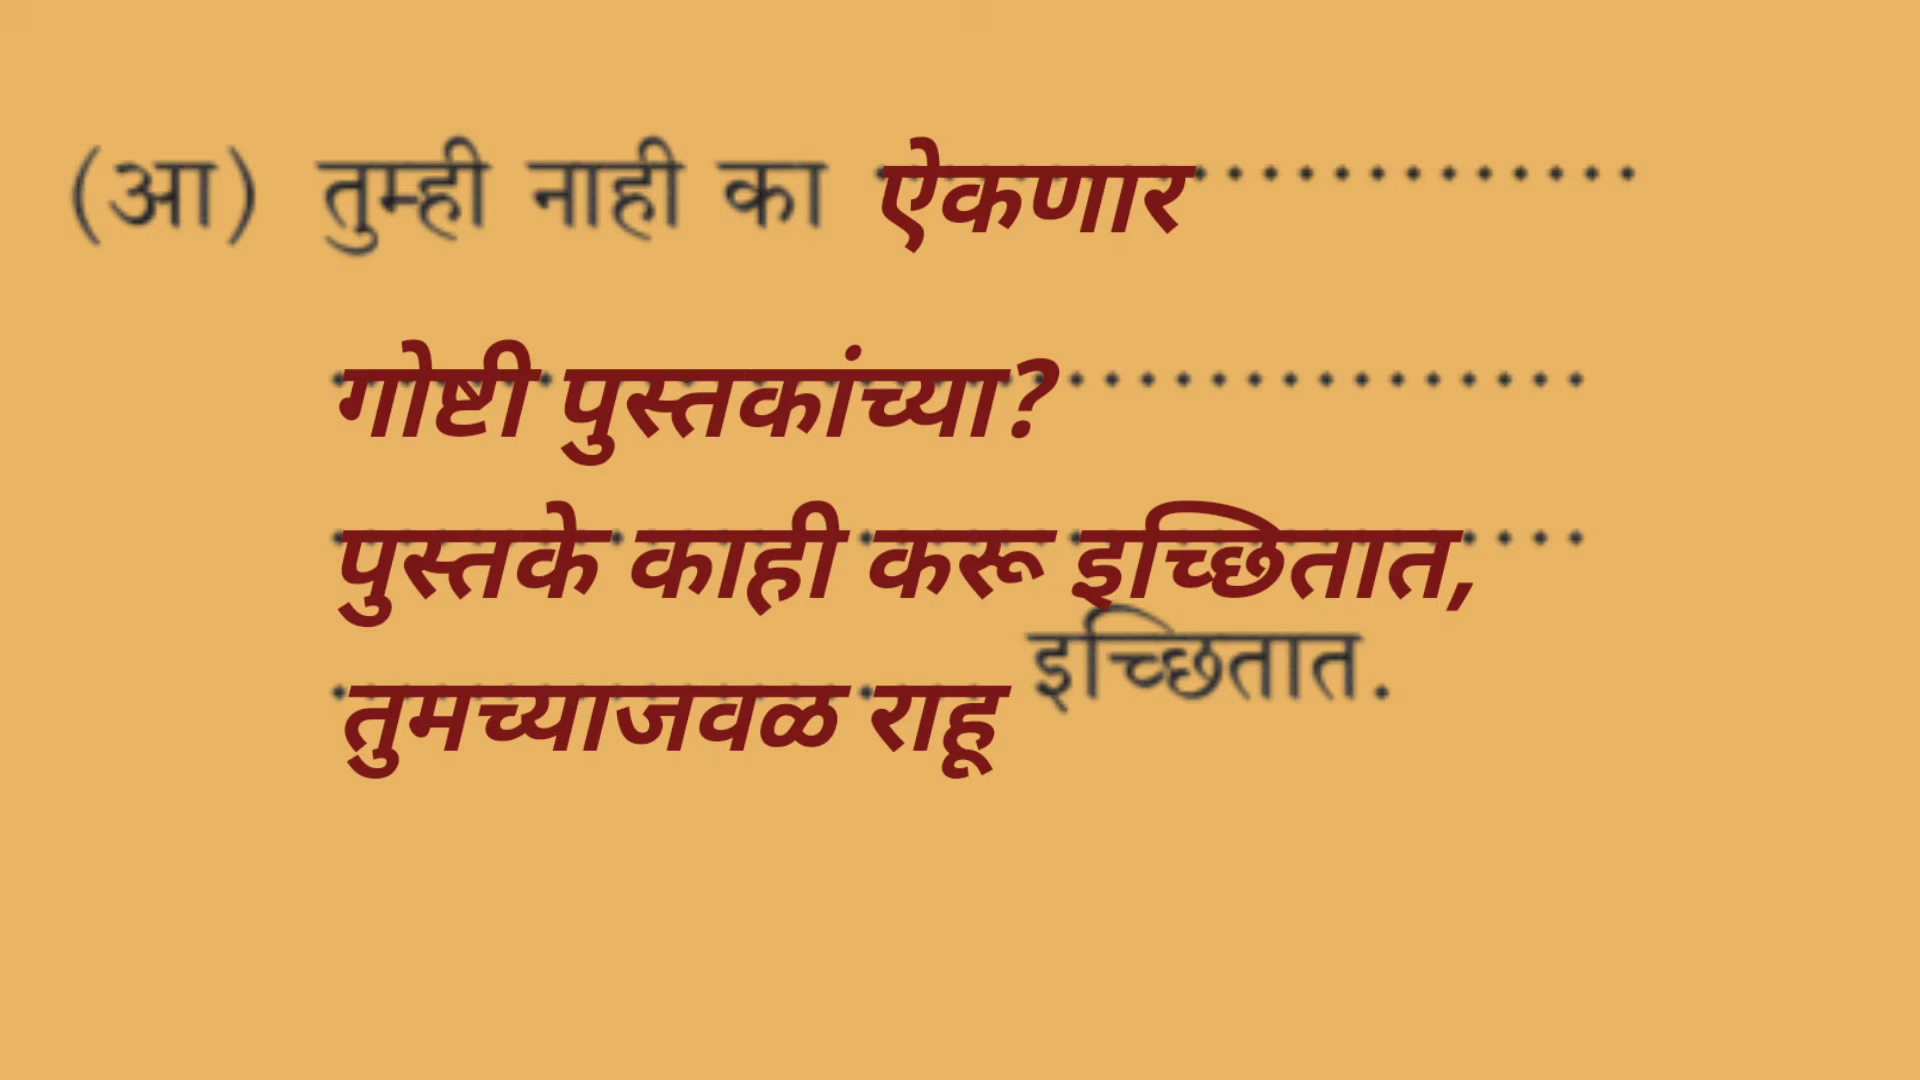 (आ) तुम्ही नाही का ऐकणार
गोष्टी पुस्तकांच्या?
पुस्तके काही करू इच्छितात,
तुमच्याजवळ राहू इच्छितात.